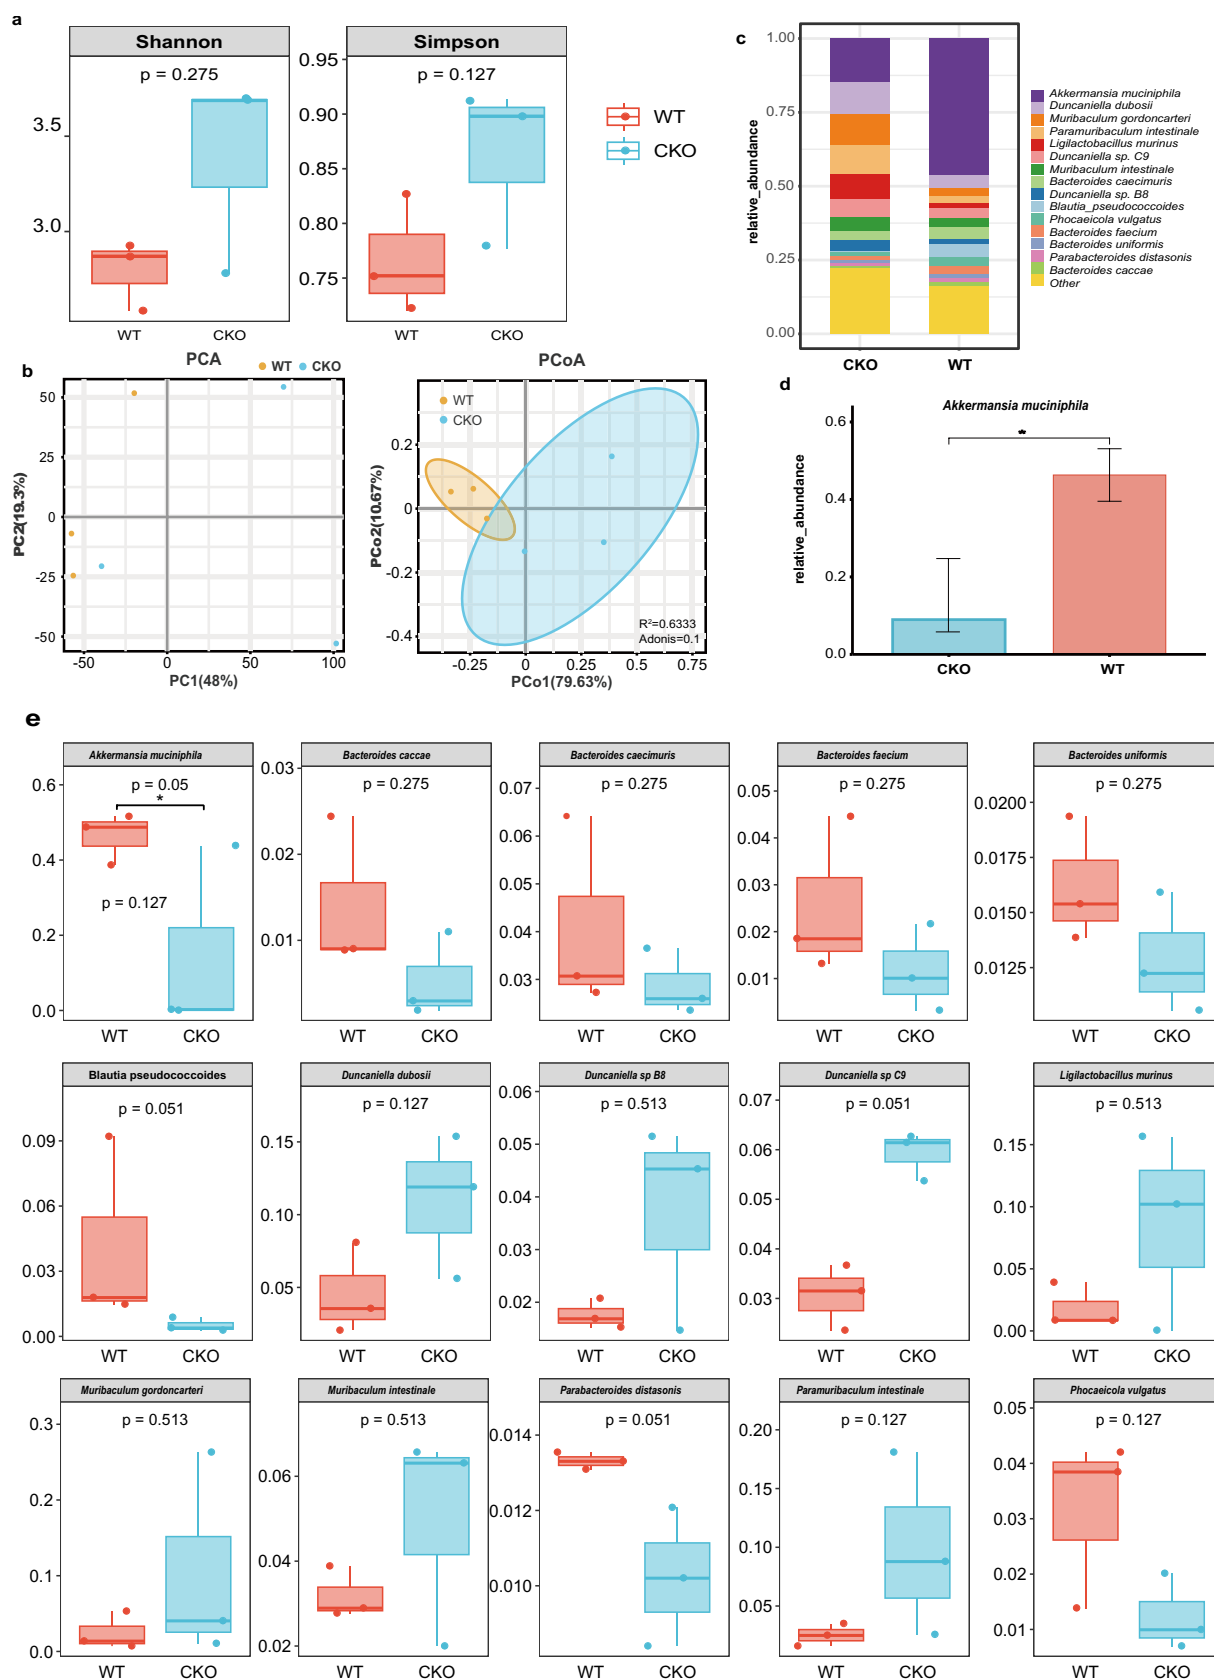 a
Shannon
p = 0.275
3.5
3.0
WT
CKO
Simpson
p = 0.127
0.95
0.90
0.85
0.80
0.75
WT
CKO
WT
CKO
c
relative_abundance
1.00
0.75
0.50
0.25
0.00
CKO
WT
Akkermansia muciniphila
Duncaniella dubosii
Muribaculum gordoncarteri
Paramuribaculum intestinale
Ligilactobacillus murinus
Duncaniella sp. C9
Muribaculum intestinale
Bacteroides caecimuris
Duncaniella sp. B8
Blautia_pseudococcoides
Phocaeicola vulgatus
Bacteroides faecium
Bacteroides uniformis
Parabacteroides distasonis
Bacteroides caccae
Other
b
PCA
WT CKO
PC2(19.3%)
50
25
0
-25
-50
-50
0
50
100
PC1(48%)
PCoA
WT
CKO
PCo2(10.67%)
0.2
0
-0.2
-0.4
R²=0.6333
Adonis=0.1
-0.25
0
0.25
0.5
0.75
PCo1(79.63%)
d
Akkermansia muciniphila
*
relative_abundance
0.6
0.4
0.2
0.0
CKO
WT
e
Akkermansia muciniphila
p = 0.05
*
p = 0.127
0.6
0.4
0.2
0.0
WT
CKO
Bacteroides caccae
p = 0.275
0.03
0.02
0.01
WT
CKO
Bacteroides caecimuris
p = 0.275
0.07
0.06
0.05
0.04
0.03
WT
CKO
Bacteroides faecium
p = 0.275
0.05
0.04
0.03
0.02
0.01
WT
CKO
Bacteroides uniformis
p = 0.275
0.0200
0.0175
0.0150
0.0125
WT
CKO
Blautia pseudococcoides
p = 0.051
0.09
0.06
0.03
0.00
WT
CKO
Duncaniella dubosii
p = 0.127
0.15
0.10
0.05
WT
CKO
Duncaniella sp B8
p = 0.513
0.06
0.05
0.04
0.03
0.02
WT
CKO
Duncaniella sp C9
p = 0.051
0.07
0.06
0.05
0.04
0.03
WT
CKO
Ligilactobacillus murinus
p = 0.513
0.15
0.10
0.05
0.00
WT
CKO
Muribaculum gordoncarteri
p = 0.513
0.3
0.2
0.1
0.0
WT
CKO
Muribaculum intestinale
p = 0.513
0.06
0.04
0.02
WT
CKO
Parabacteroides distasonis
p = 0.051
0.014
0.012
0.010
WT
CKO
Paramuribaculum intestinale
p = 0.127
0.20
0.15
0.10
0.05
WT
CKO
Phocaeicola vulgatus
p = 0.127
0.05
0.04
0.03
0.02
0.01
WT
CKO